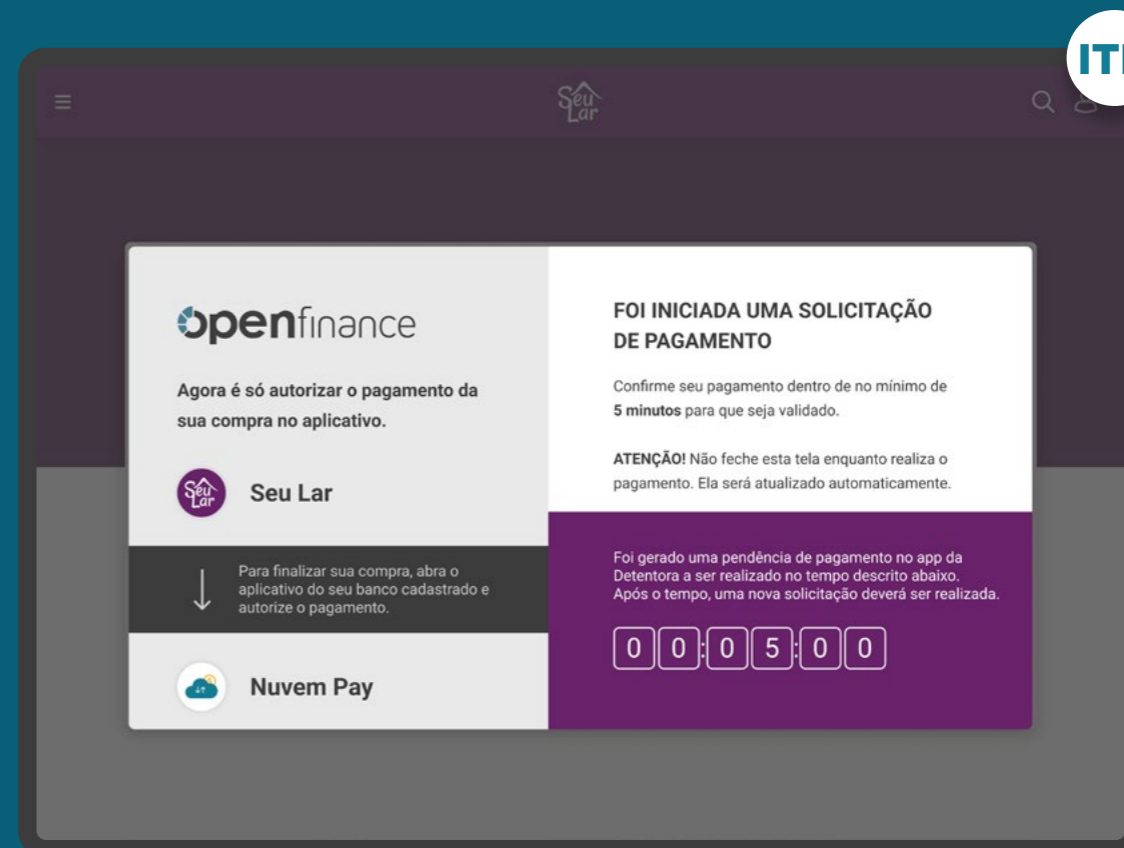 Seu
Lar
openfinance
Agora é só autorizar o pagamento da
sua compra no aplicativo.
Seu
Lar
Seu Lar
Para finalizar sua compra, abra o
aplicativo do seu banco cadastrado e
autorize o pagamento.
Nuvem Pay
FOI INICIADA UMA SOLICITAÇÃO
DE PAGAMENTO
Confirme seu pagamento dentro de no mínimo de
5 minutos para que seja validado.
ATENÇÃO! Não feche esta tela enquanto realiza o
pagamento. Ela será atualizado automaticamente.
Foi gerado uma pendência de pagamento no app da
Detentora a ser realizado no tempo descrito abaixo.
Após o tempo, uma nova solicitação deverá ser realizada.
00:05:00